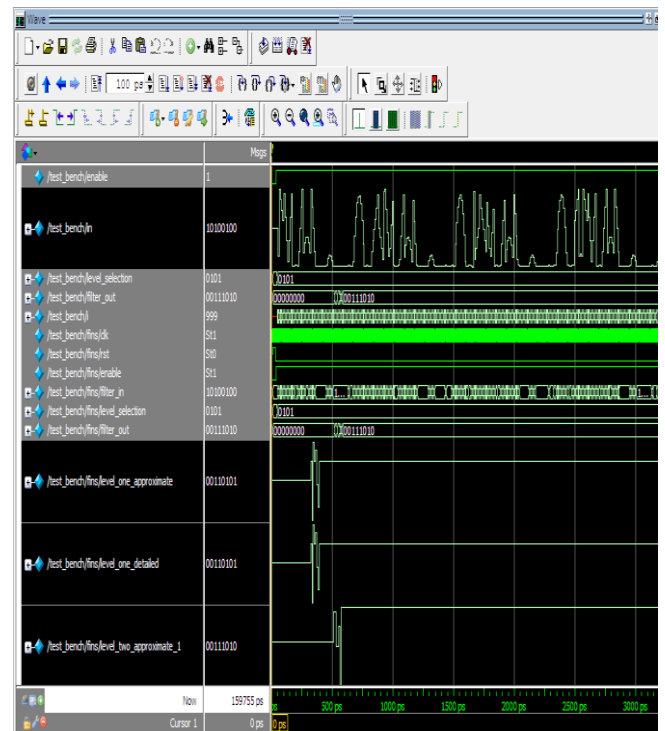 Wave
100 ps
Msgs
/test_bench/enable 1
/test_bench/in 10100100
/test_bench/level_selection 0101 0101
/test_bench/filter_out 00111010 00000000 00111010
/test_bench/i 999
/test_bench/fins/clk St1
/test_bench/fins/rst St0
/test_bench/fins/enable St1
/test_bench/fins/filter_in 10100100 1... 1...
/test_bench/fins/level_selection 0101 0101
/test_bench/fins/filter_out 00111010 00000000 00111010
/test_bench/fins/level_one_approximate 00110101
/test_bench/fins/level_one_detailed 00110101
/test_bench/fins/level_two_approximate_1 00111010
Now 159755 ps ps 500 ps 1000 ps 1500 ps 2000 ps 2500 ps 3000 ps
Cursor 1 0 ps 0 ps